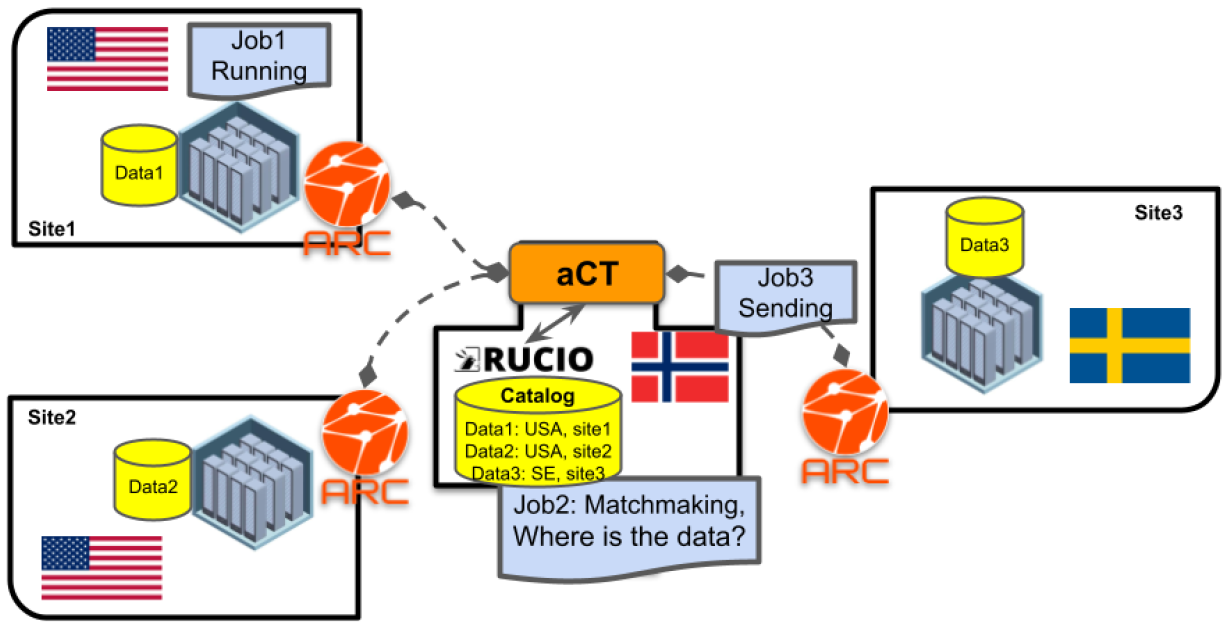 Job1
Running
Data1
Site1
ARC
aCT
Job3
Sending
Site3
Data3
RUCIO
Catalog
Data1: USA, site1
Data2: USA, site2
Data3: SE, site3
ARC
Site2
Data2
ARC
Job2: Matchmaking,
Where is the data?